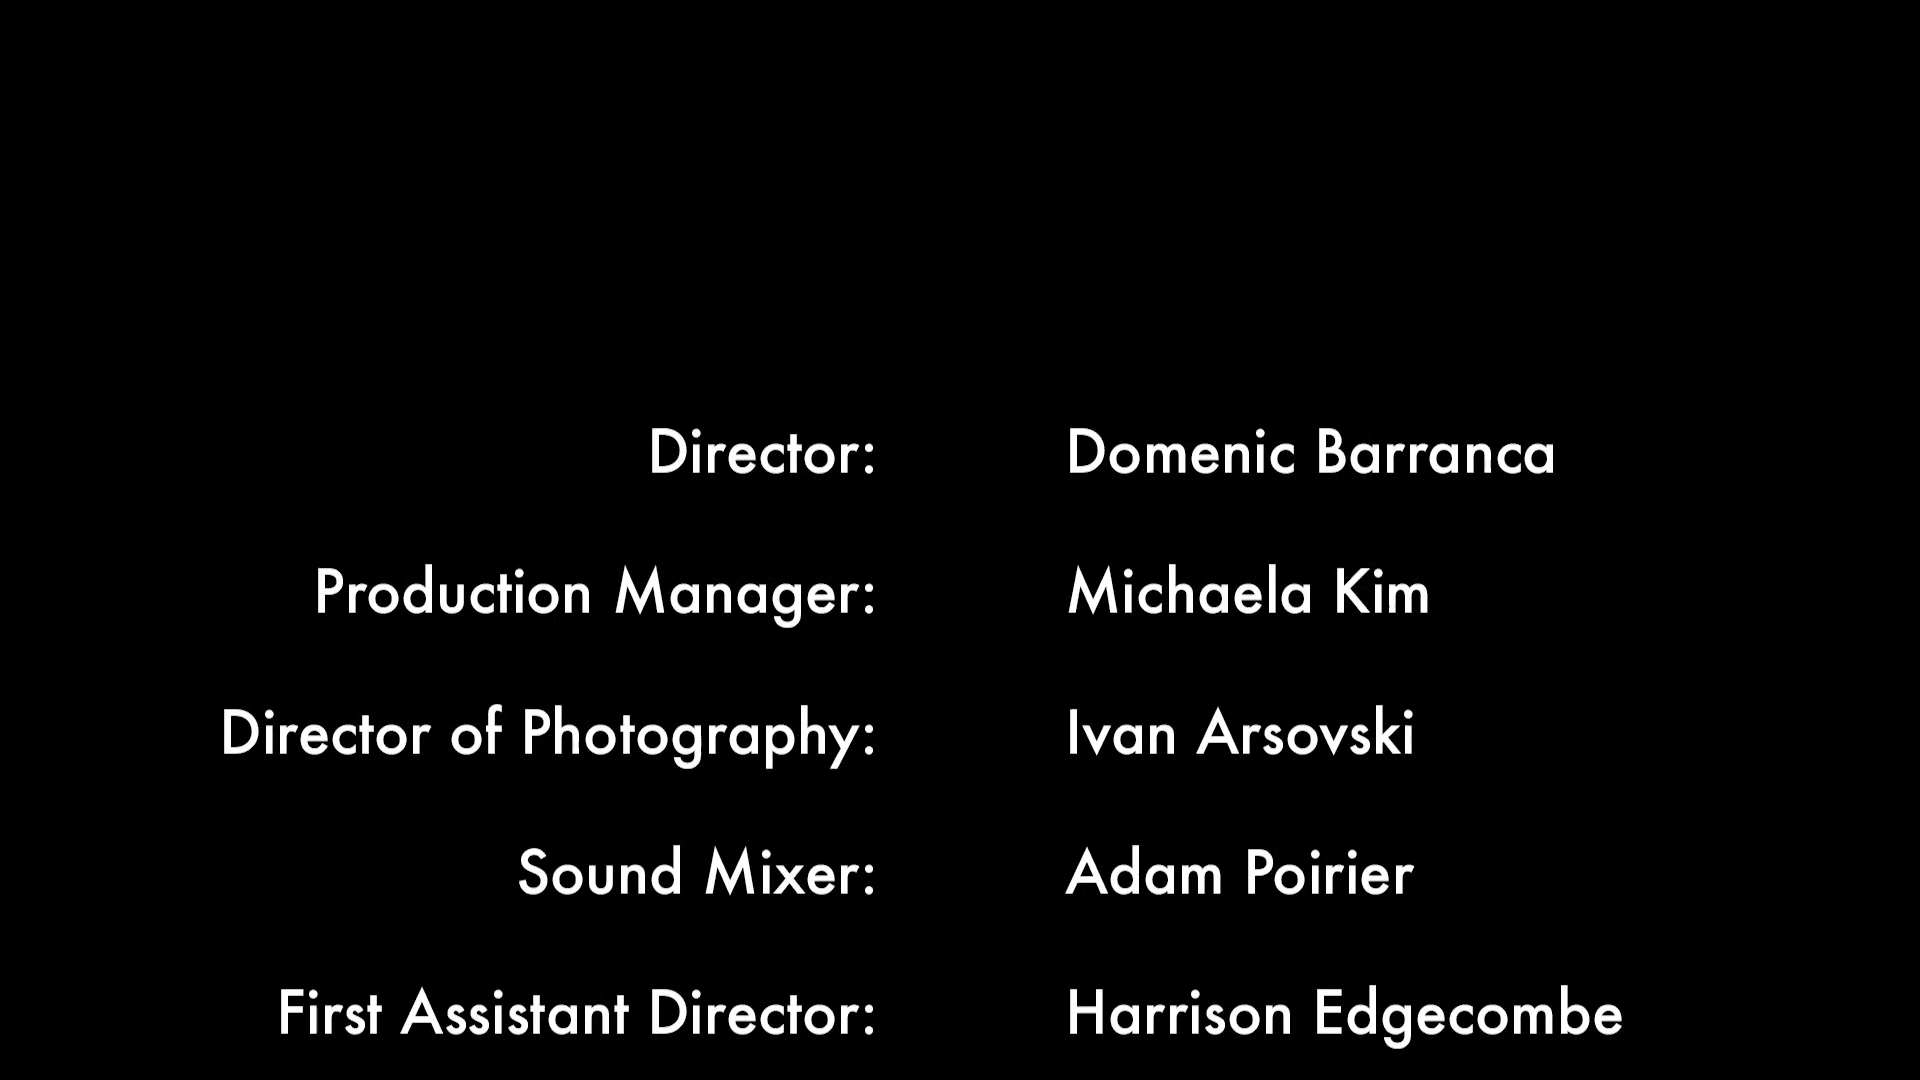 Director: Domenic Barranca
Production Manager: Michaela Kim
Director of Photography: Ivan Arsovski
Sound Mixer: Adam Poirier
First Assistant Director: Harrison Edgecombe